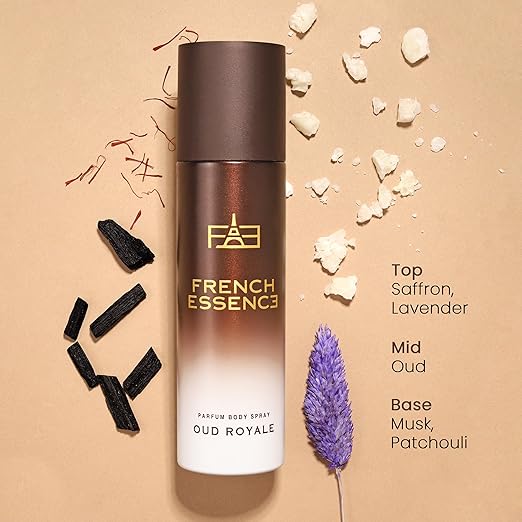 FRENCH
ESSENCE
PARFUM BODY SPRAY
OUD ROYALE
Top
Saffron,
Lavender
Mid
Oud
Base
Musk,
Patchouli